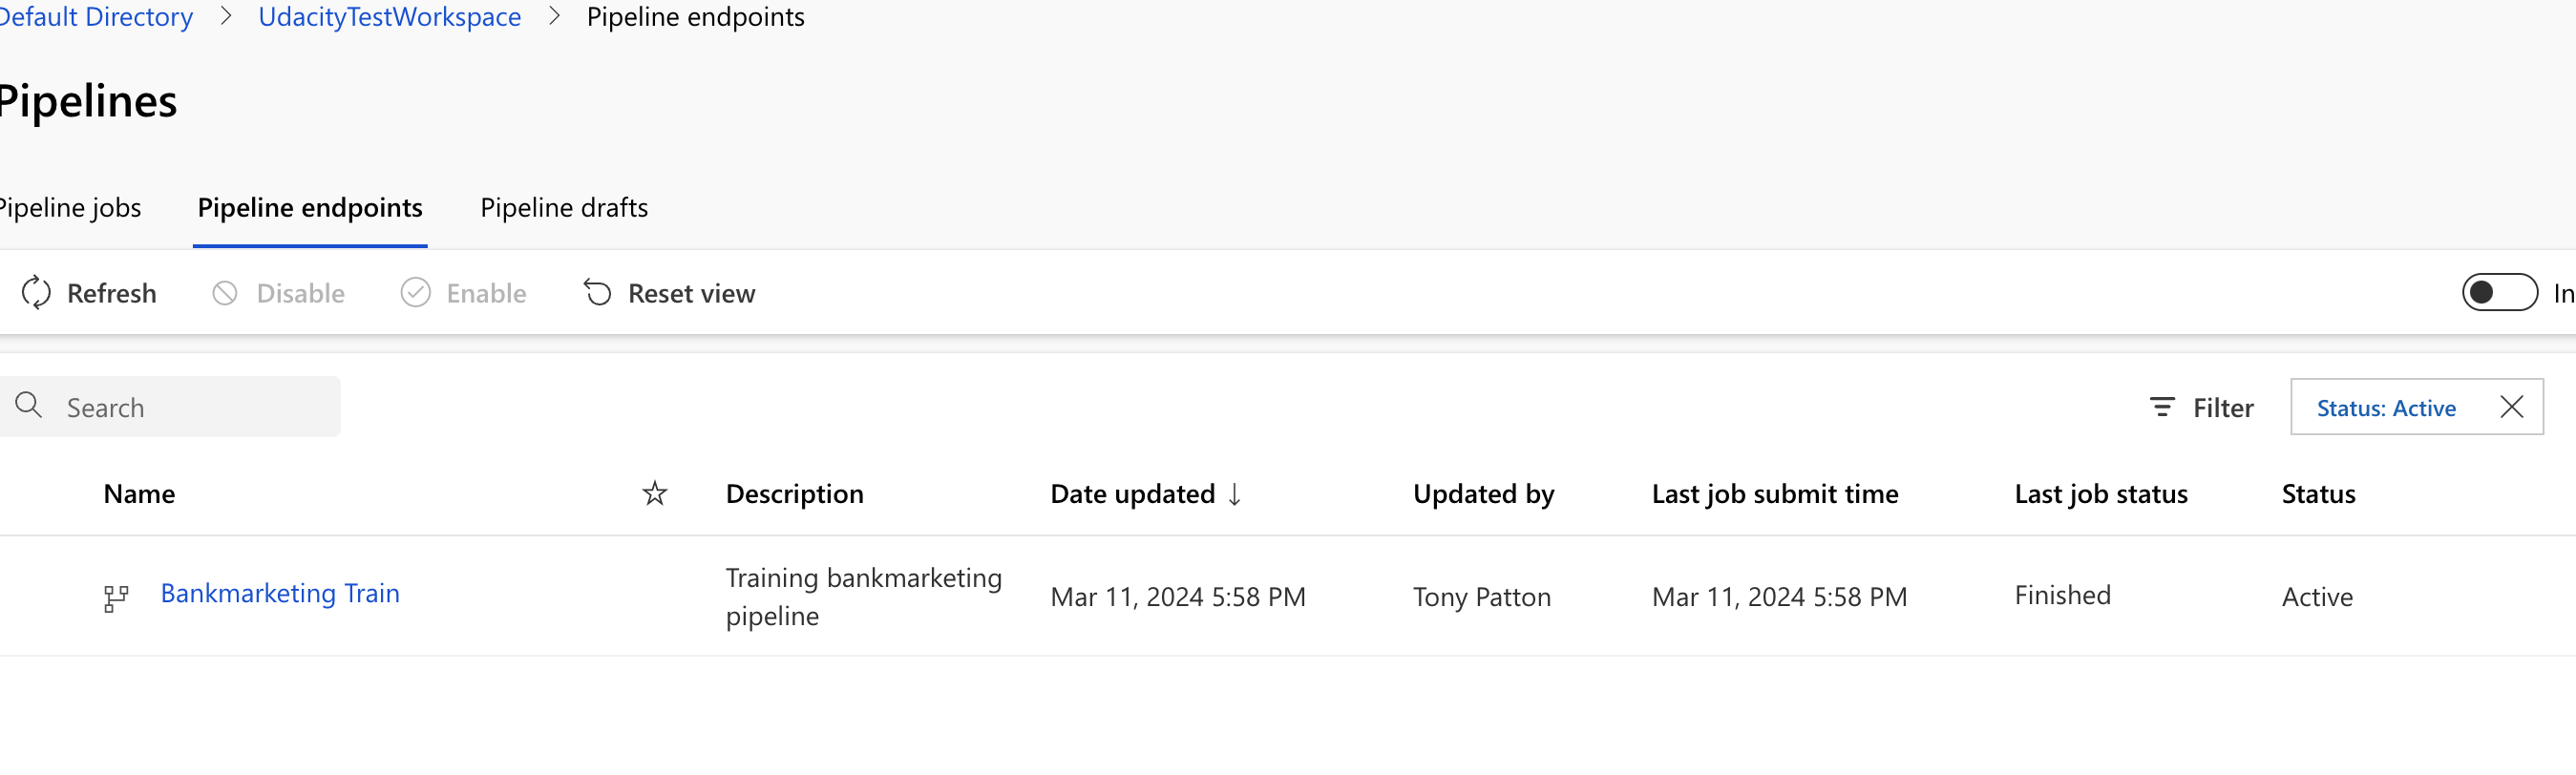 Default Directory > UdacityTestWorkspace > Pipeline endpoints
Pipelines
Pipeline jobs Pipeline endpoints Pipeline drafts
Refresh Disable Enable Reset view In
Search Filter Status: Active
Name Description Date updated ↓ Updated by Last job submit time Last job status Status
Bankmarketing Train Training bankmarketing pipeline Mar 11, 2024 5:58 PM Tony Patton Mar 11, 2024 5:58 PM Finished Active